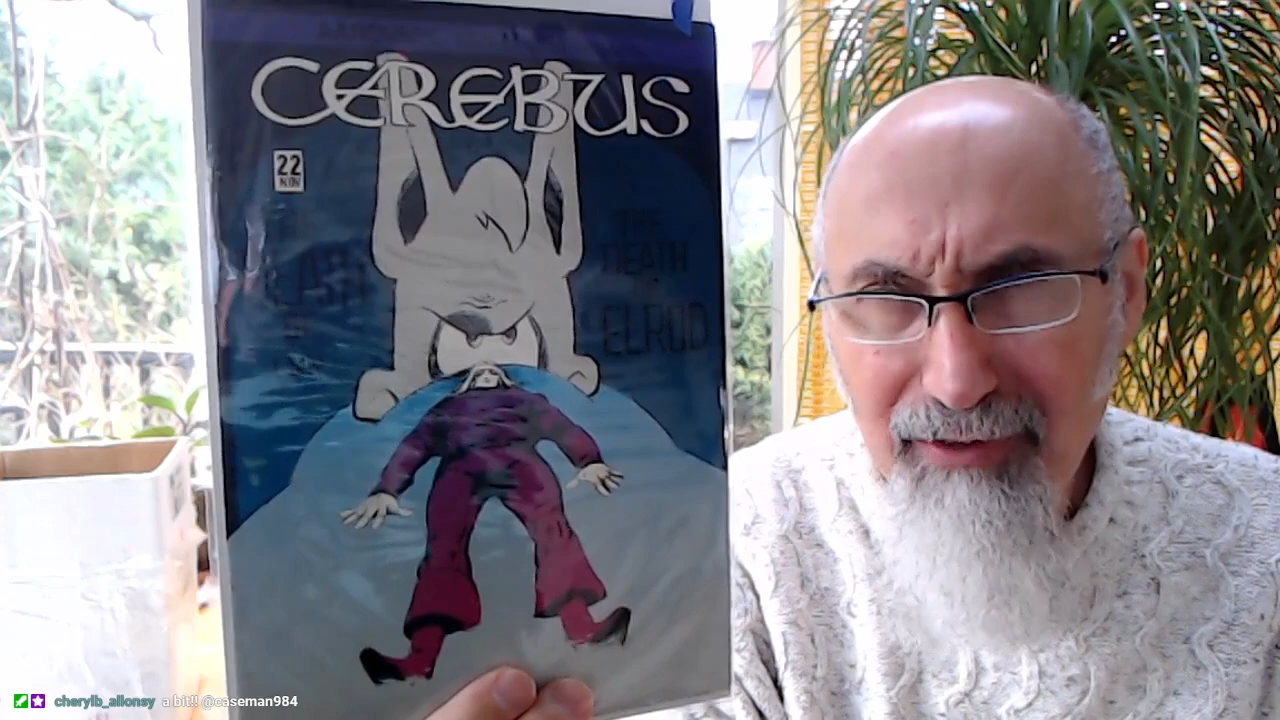 CEREBUS
22
NOV
THE
DEATH
OF
ELROD
cherylb_allonsy a bit!! @caseman984